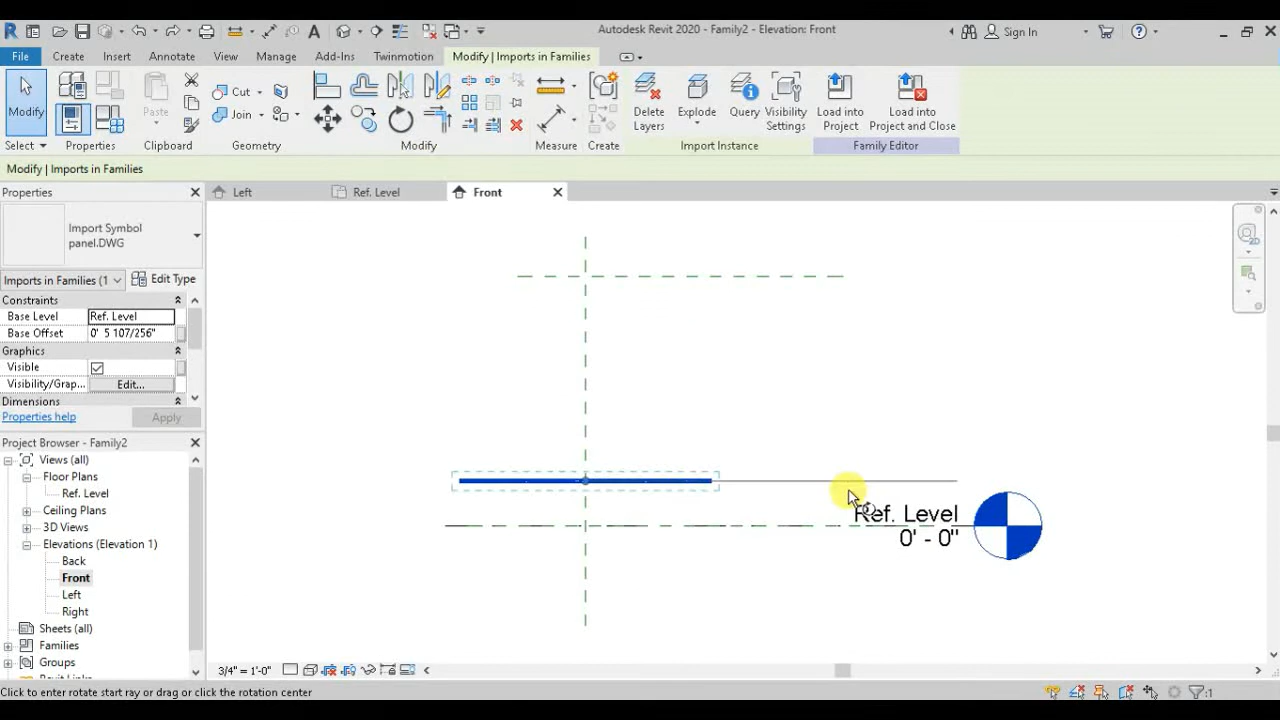 Autodesk Revit 2020 - Family2 - Elevation: Front
Sign In
File Create Insert Annotate View Manage Add-Ins Twinmotion Modify | Imports in Families
Modify
Paste
Cut
Join
Delete Layers
Explode
Query
Visibility Settings
Load into Project
Load into Project and Close
Select Properties Clipboard Geometry Modify Measure Create Import Instance Family Editor
Modify | Imports in Families
Properties
Left
Ref. Level
Front
Import Symbol
panel.DWG
Imports in Families (1
Edit Type
Constraints
Base Level Ref. Level
Base Offset 0' 5 107/256"
Graphics
Visible
Visibility/Grap... Edit...
Dimensions
Properties help
Apply
Project Browser - Family2
Views (all)
Floor Plans
Ref. Level
Ceiling Plans
3D Views
Elevations (Elevation 1)
Back
Front
Left
Right
Sheets (all)
Families
Groups
Revit Links
Ref. Level
0' - 0"
2D
3/4" = 1'-0"
Click to enter rotate start ray or drag or click the rotation center
:1